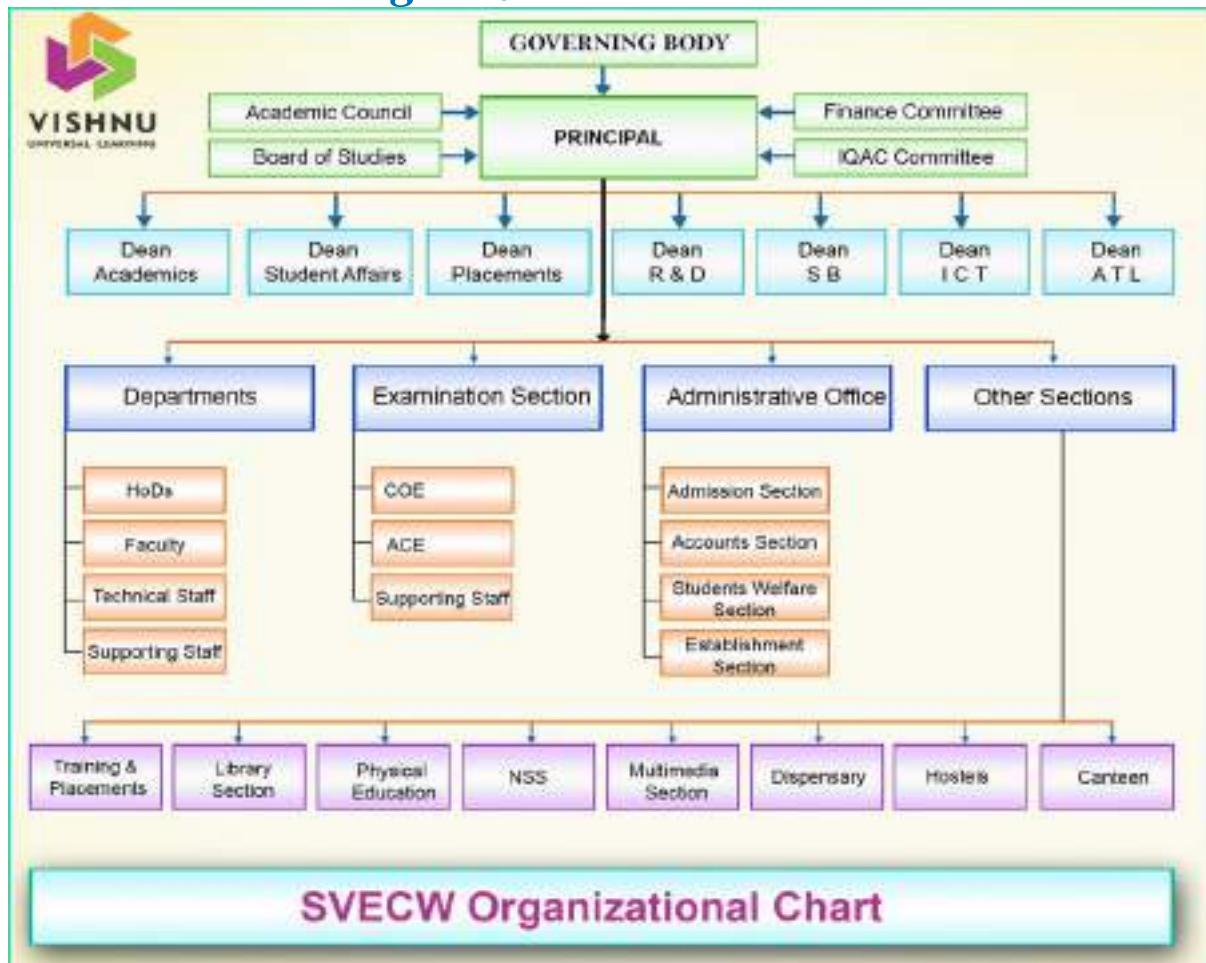 VISHNU
UNIVERSAL LEARNING
GOVERNING BODY
Academic Council
Board of Studies
PRINCIPAL
Finance Committee
IQAC Committee
Dean
Academics
Dean
Student Affairs
Dean
Placements
Dean
R & D
Dean
S B
Dean
I C T
Dean
A T L
Departments
Examination Section
Administrative Office
Other Sections
HoDs
Faculty
Technical Staff
Supporting Staff
COE
ACE
Supporting Staff
Admission Section
Accounts Section
Students Welfare
Section
Establishment
Section
Training &
Placements
Library
Section
Physical
Education
NSS
Multimedia
Section
Dispensary
Hostels
Canteen
SVECW Organizational Chart